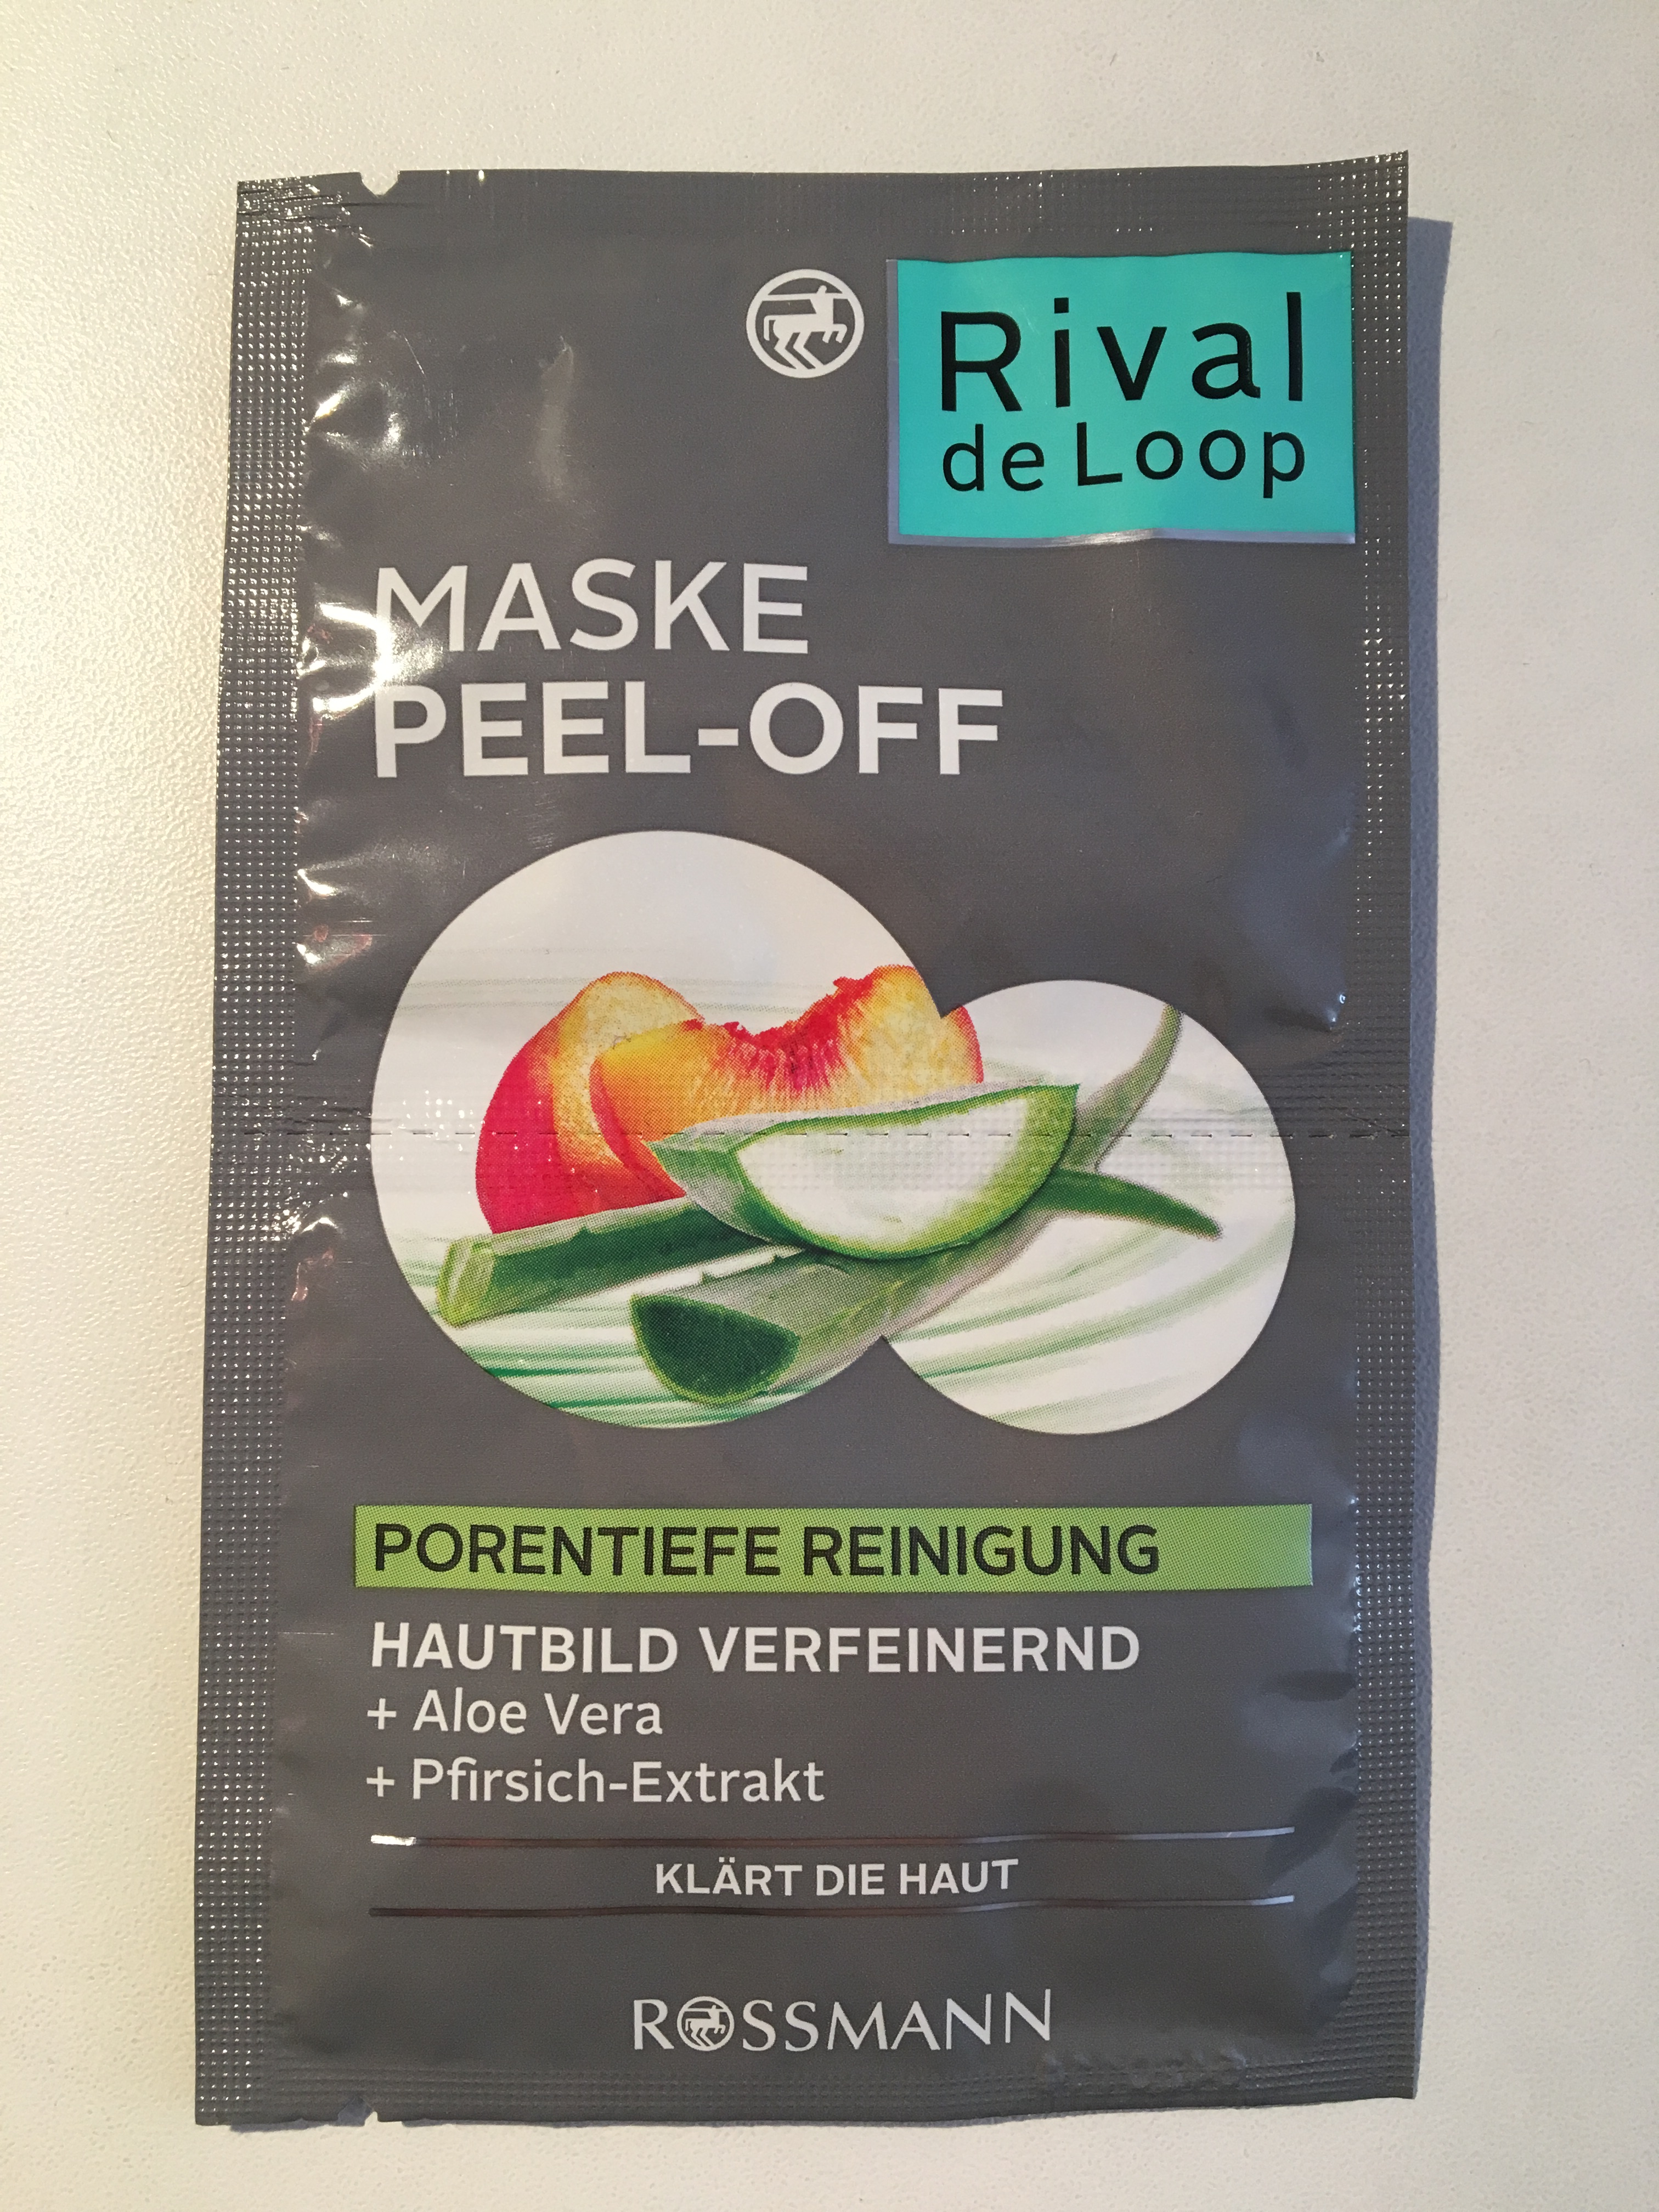 Rival
de Loop
MASKE
PEEL-OFF
PORENTIEFE REINIGUNG
HAUTBILD VERFEINERND
+ Aloe Vera
+ Pfirsich-Extrakt
KLÄRT DIE HAUT
ROSSMANN